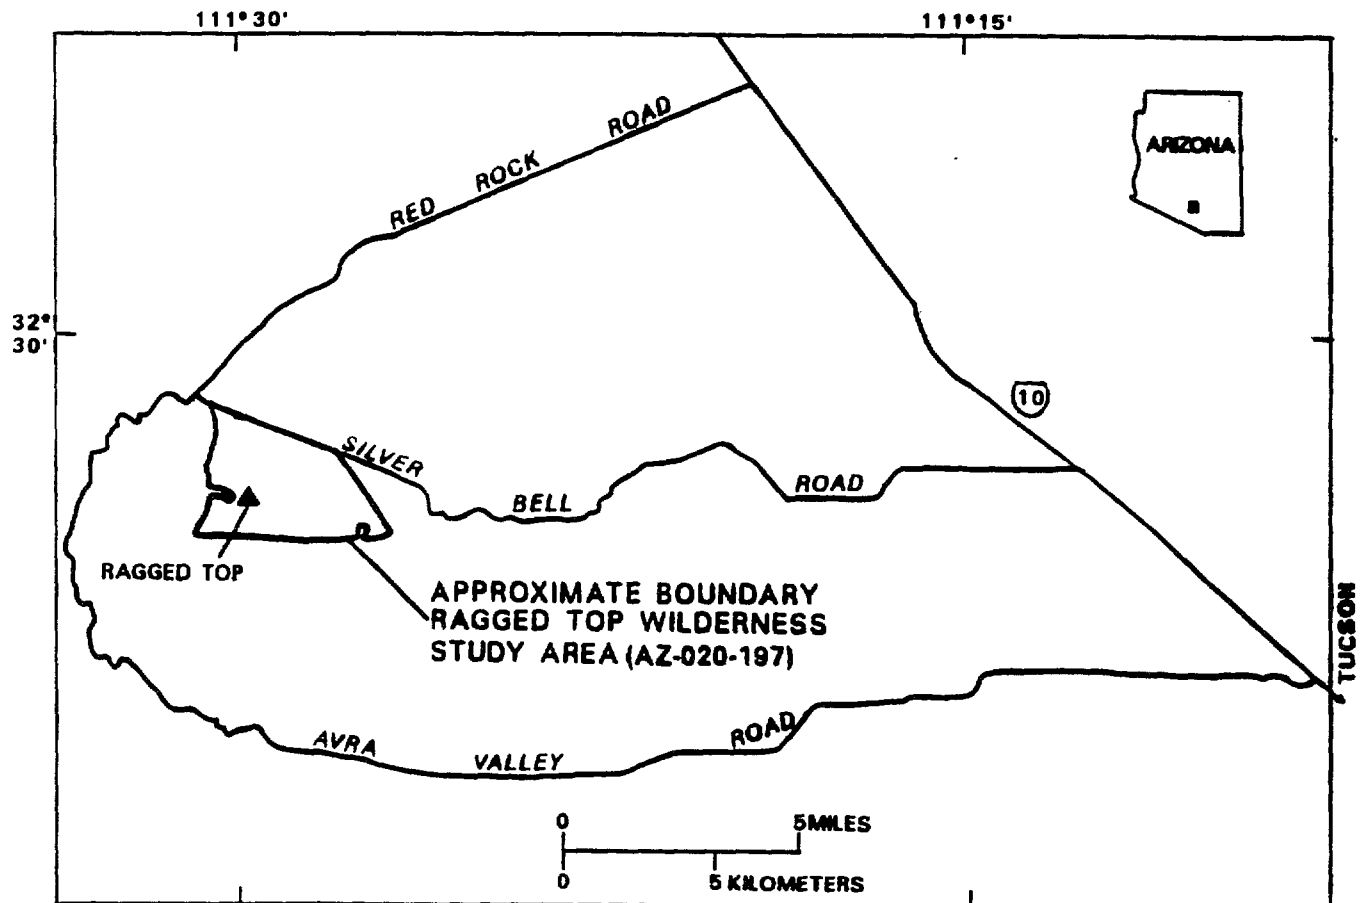 111° 30'
111° 15'
ARIZONA
RED ROCK ROAD
32°
30'
10
SILVER BELL ROAD
RAGGED TOP
APPROXIMATE BOUNDARY
RAGGED TOP WILDERNESS
STUDY AREA (AZ-020-197)
TUCSON
AVRA VALLEY ROAD
0 5 MILES
0 5 KILOMETERS